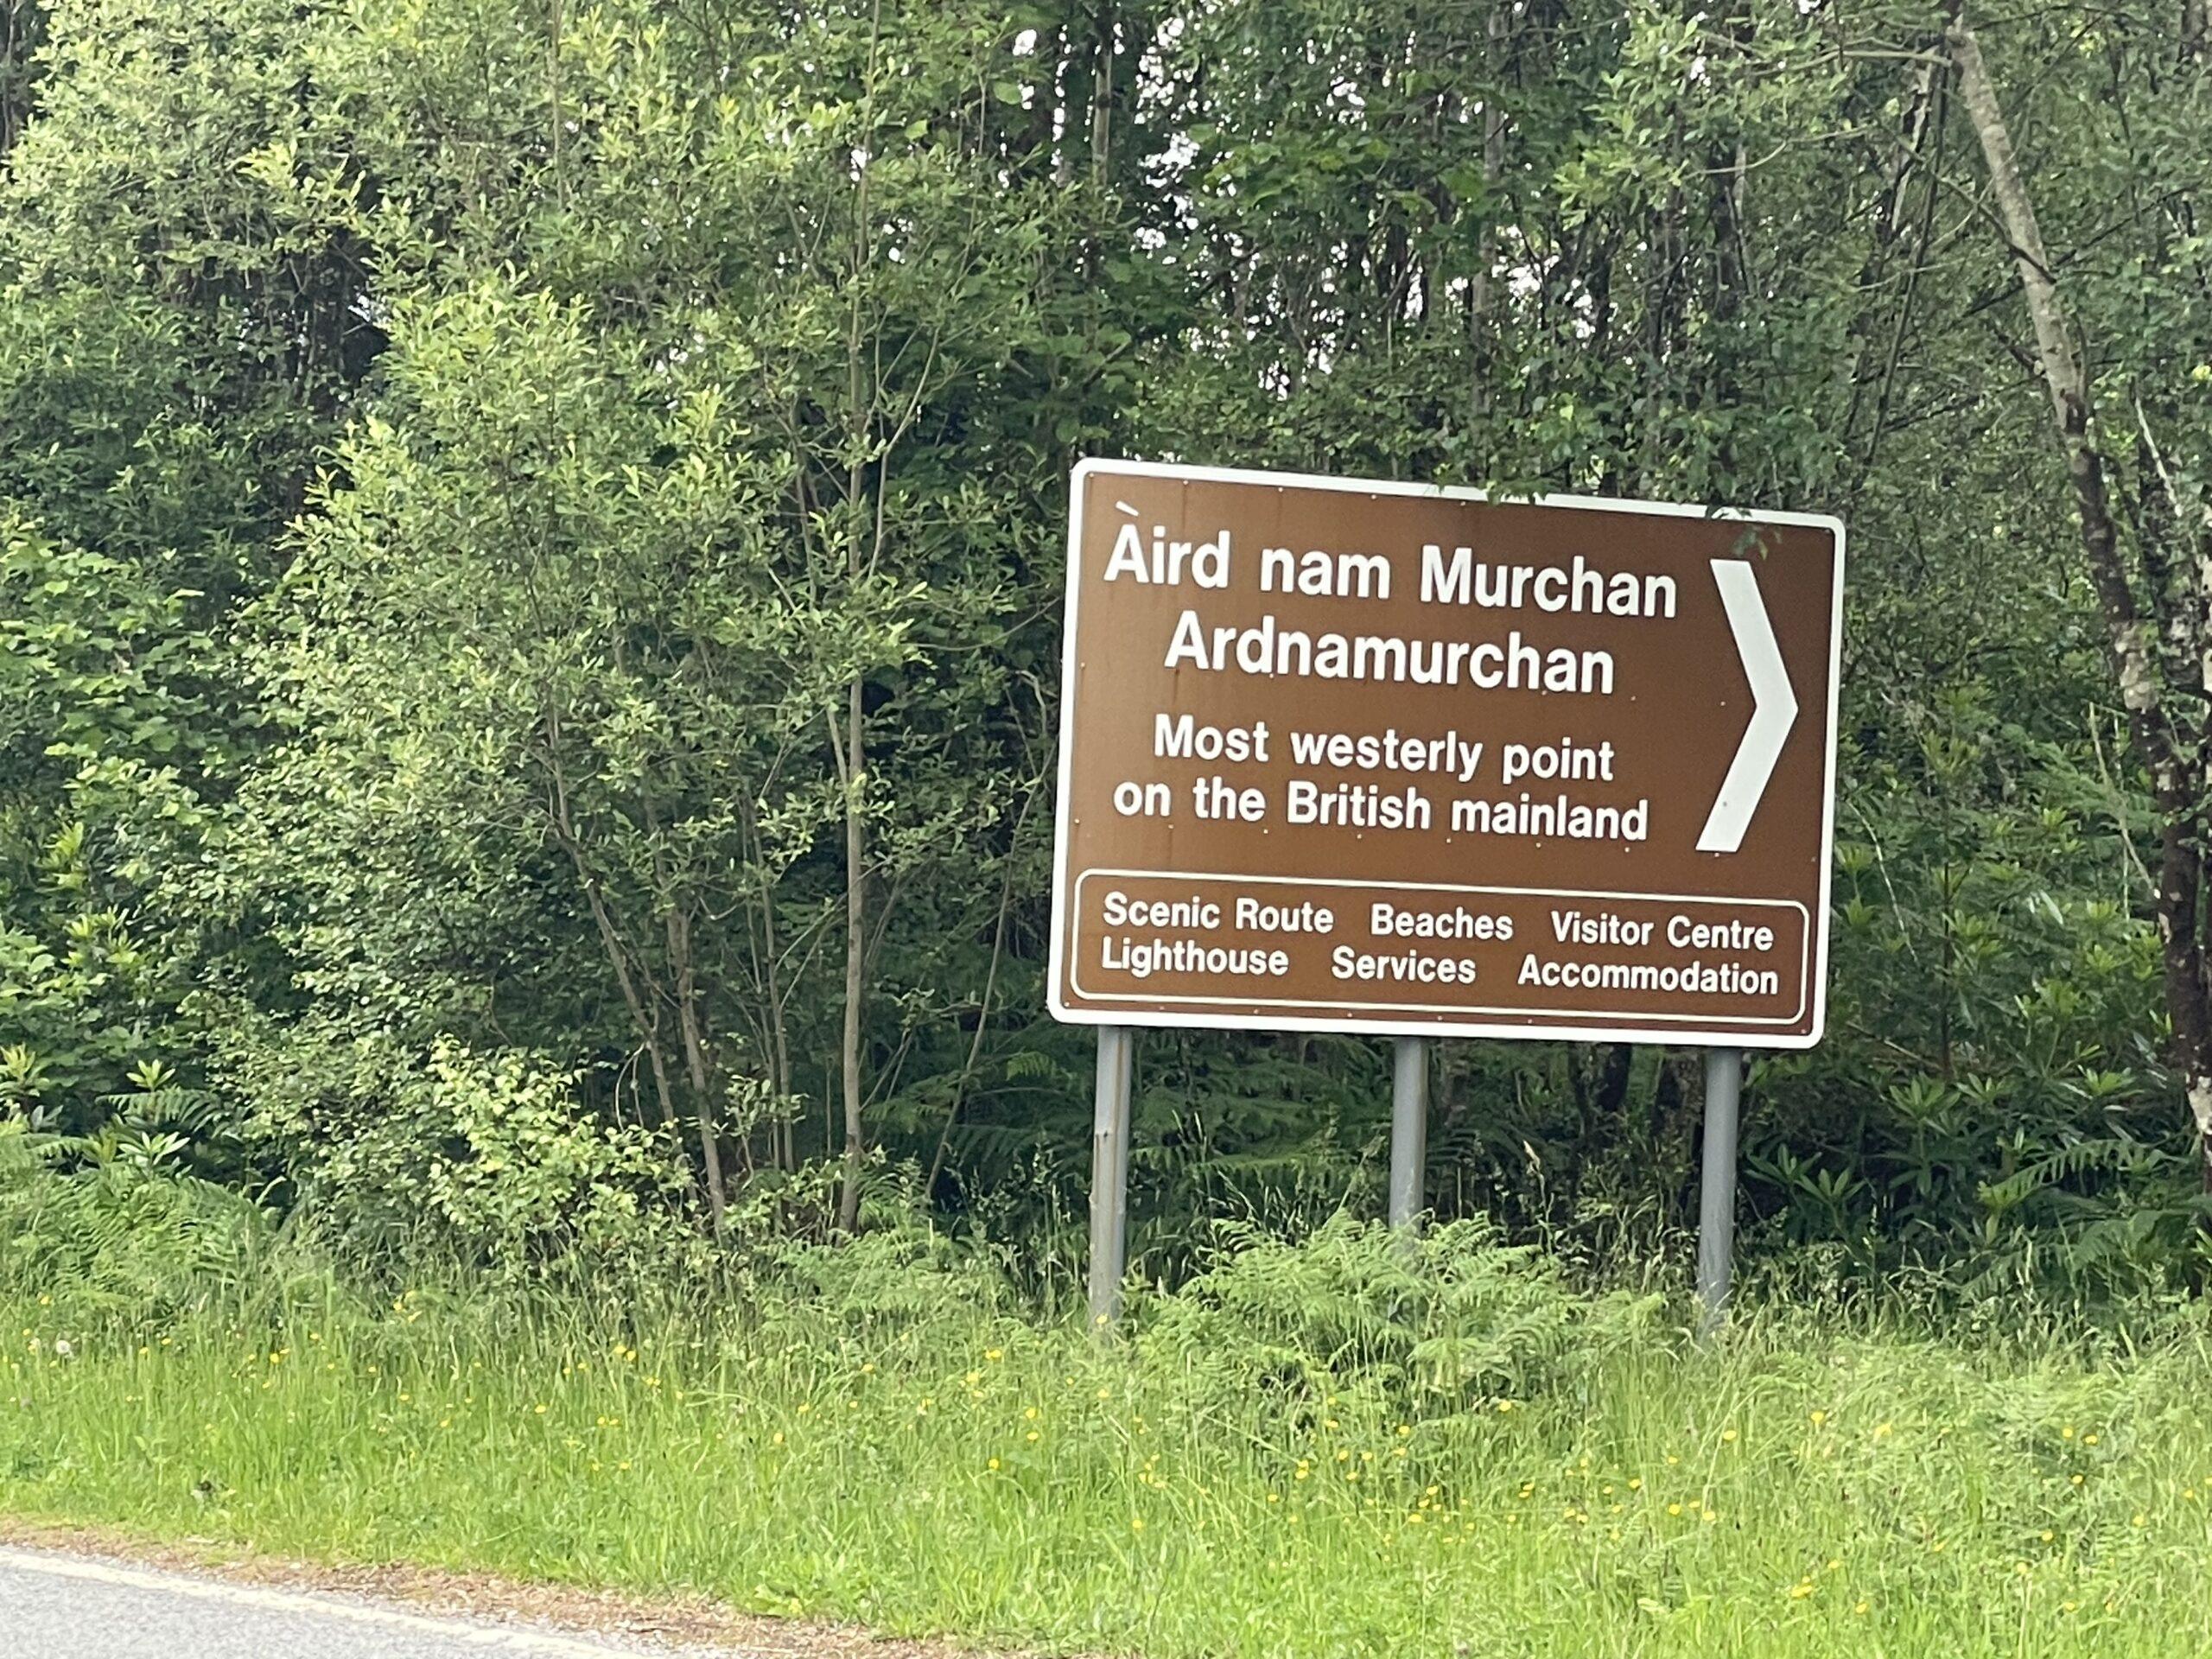 Àird nam Murchan
Ardnamurchan
Most westerly point
on the British mainland
Scenic Route Beaches Visitor Centre
Lighthouse Services Accommodation